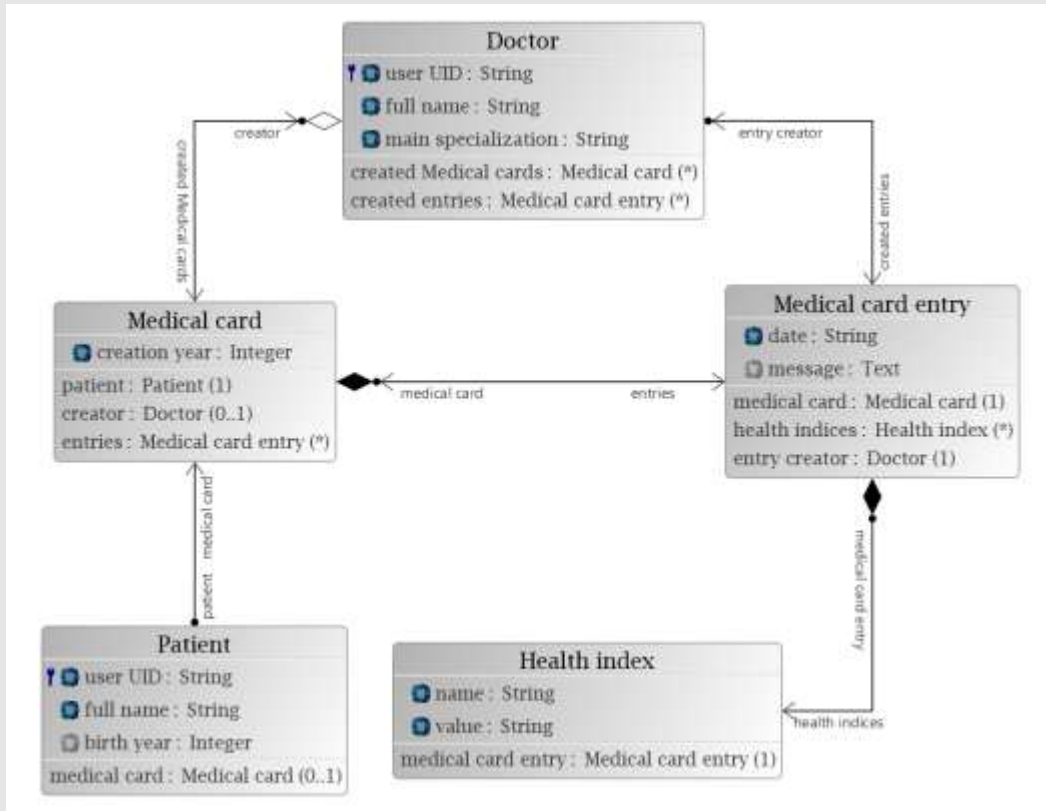 Doctor
user UID : String
full name : String
main specialization : String
created Medical cards : Medical card (*)
created entries : Medical card entry (*)
creator
entry creator
created Medical cards
created entries
Medical card
creation year : Integer
patient : Patient (1)
creator : Doctor (0..1)
entries : Medical card entry (*)
medical card
entries
Medical card entry
date : String
message : Text
medical card : Medical card (1)
health indices : Health index (*)
entry creator : Doctor (1)
medical card
patient
medical card entry
health indices
Patient
user UID : String
full name : String
birth year : Integer
medical card : Medical card (0..1)
Health index
name : String
value : String
medical card entry : Medical card entry (1)